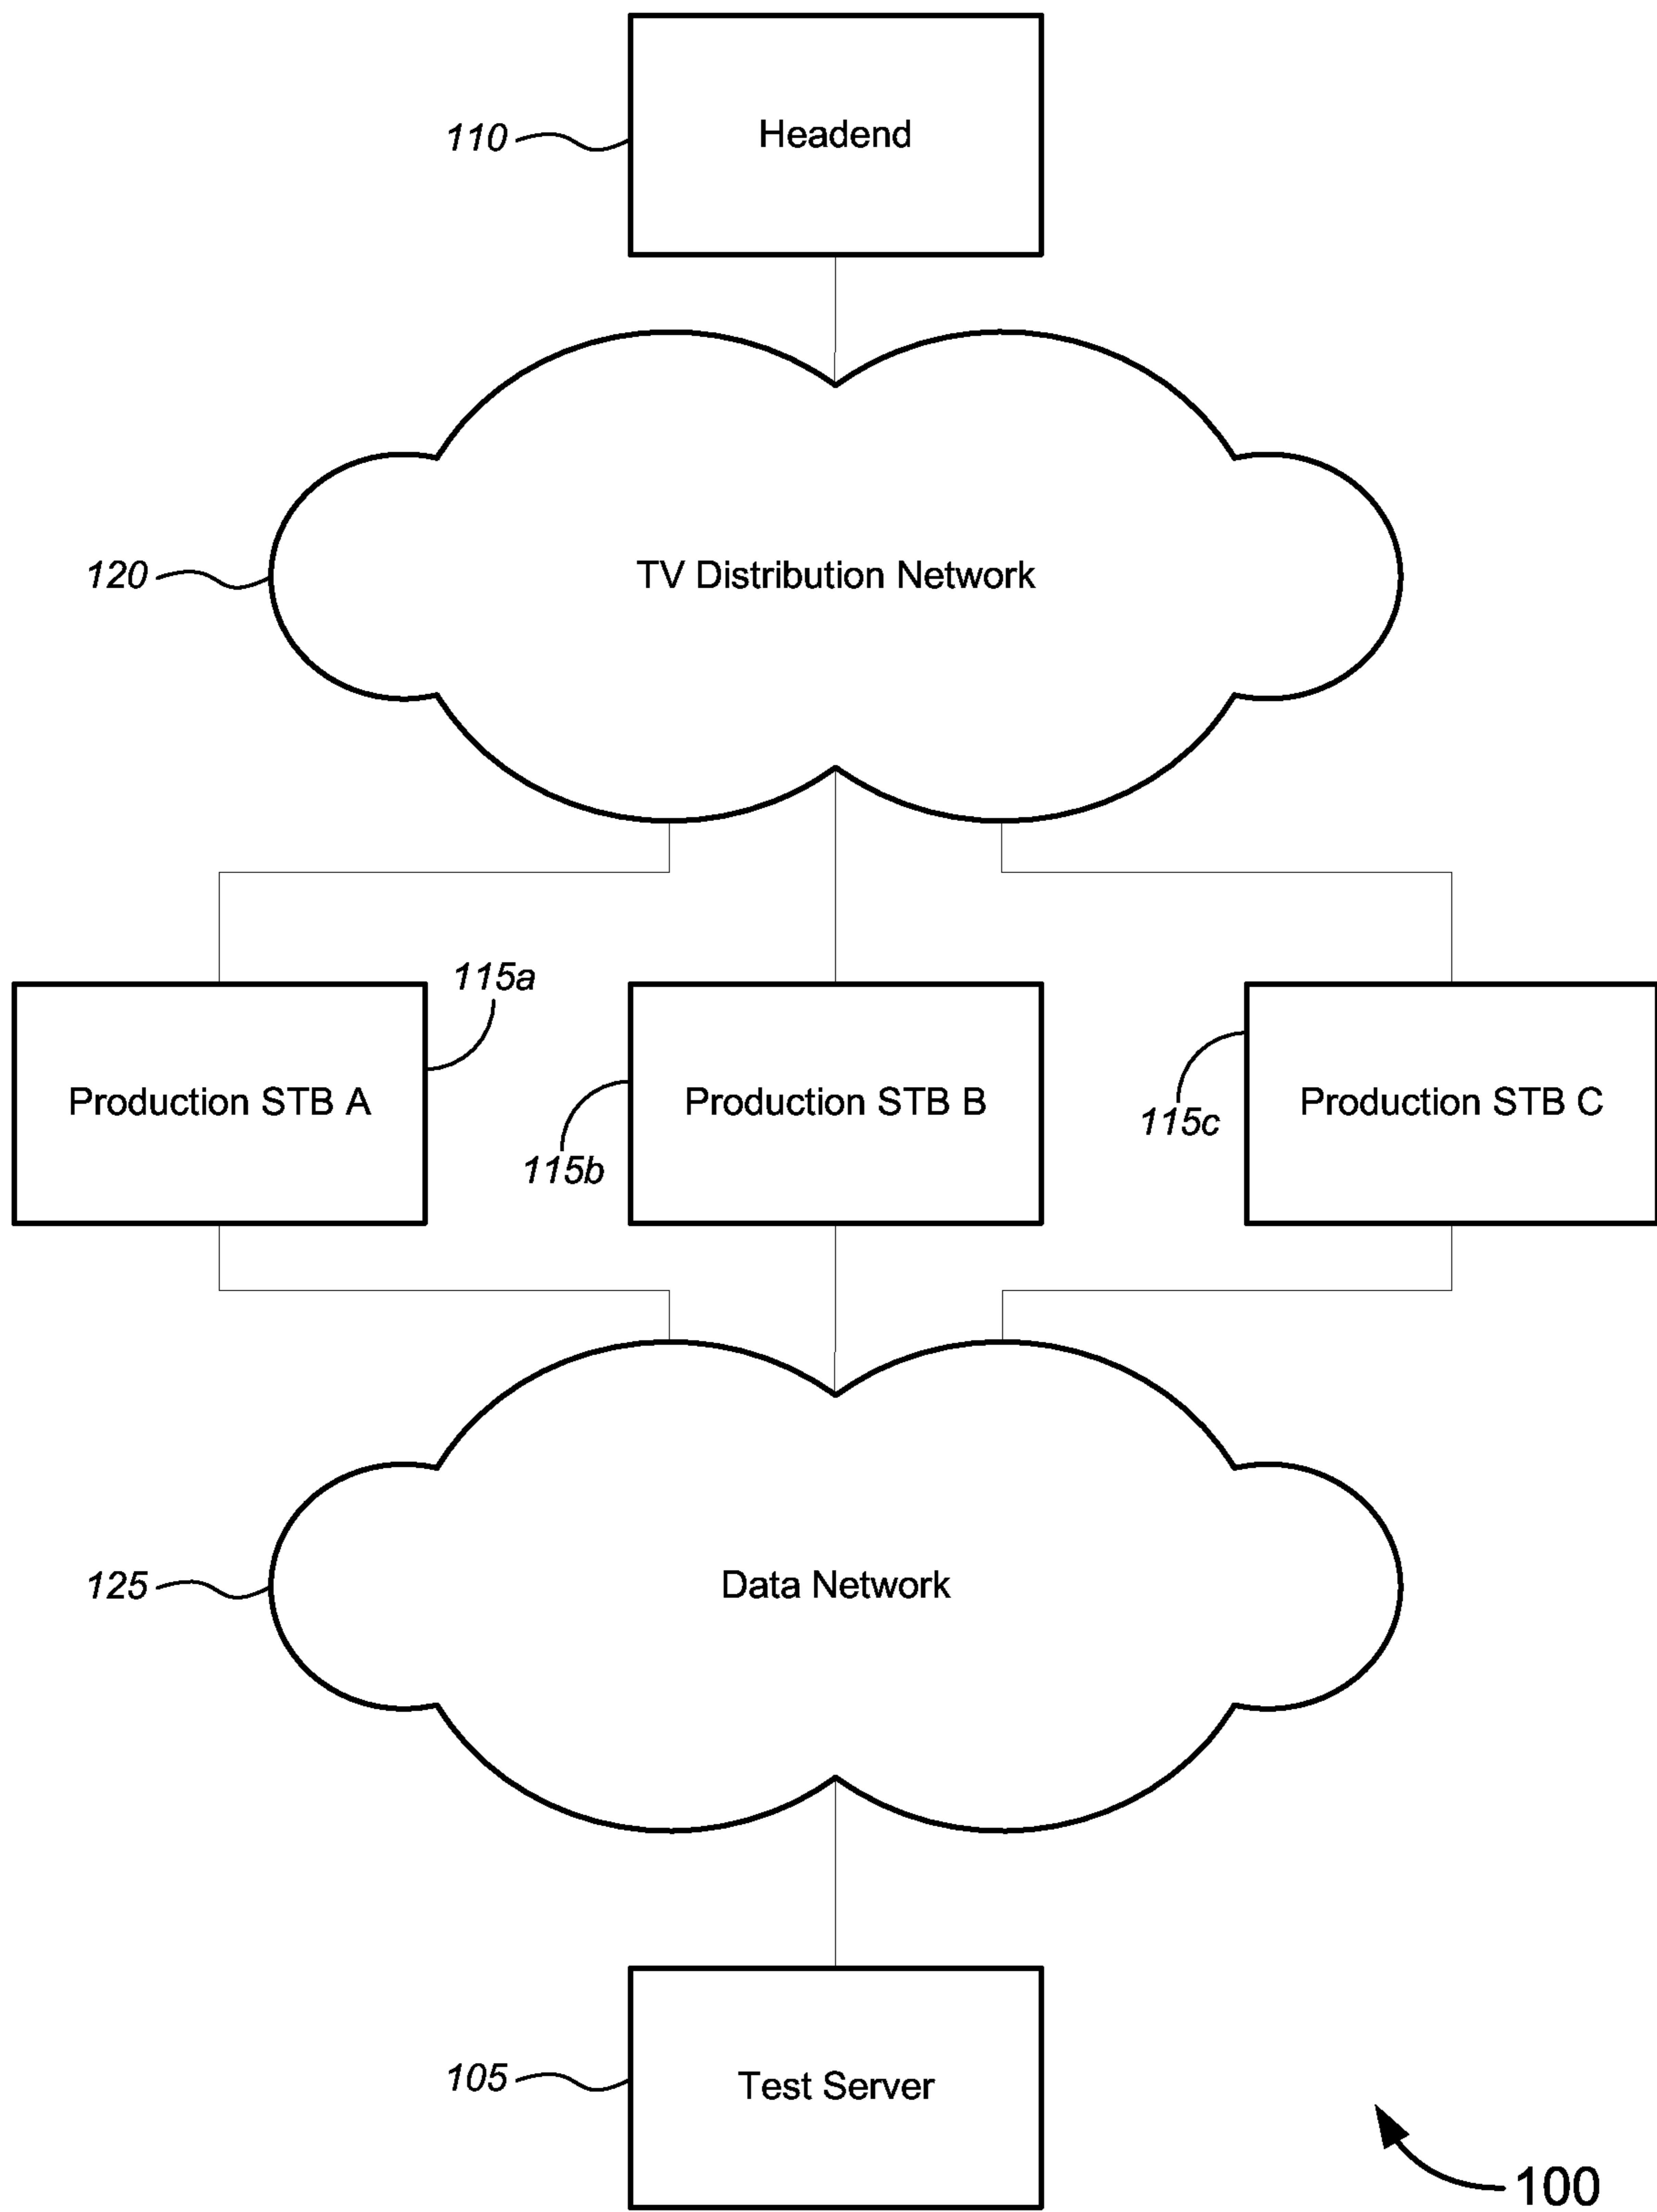 Headend
110
TV Distribution Network
120
115a
Production STB A
Production STB B
Production STB C
115c
115b
Data Network
125
Test Server
105
100